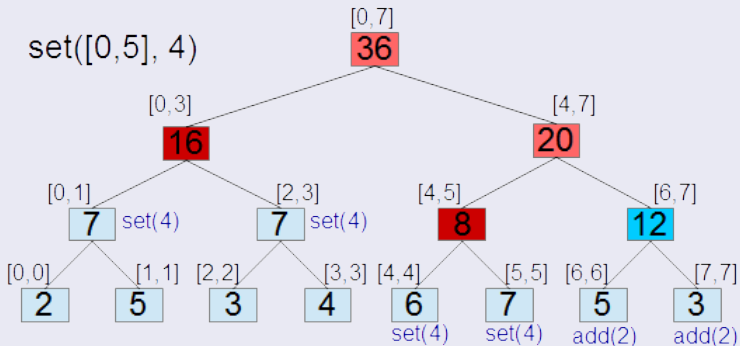 [0,7]
set([0,5], 4)
36
[0,3] [4,7]
16 20
[0,1] [2,3] [4,5] [6,7]
7 set(4) 7 set(4) 8 12
[0,0] [1,1] [2,2] [3,3] [4,4] [5,5] [6,6] [7,7]
2 5 3 4 6 7 5 3
set(4) set(4) add(2) add(2)